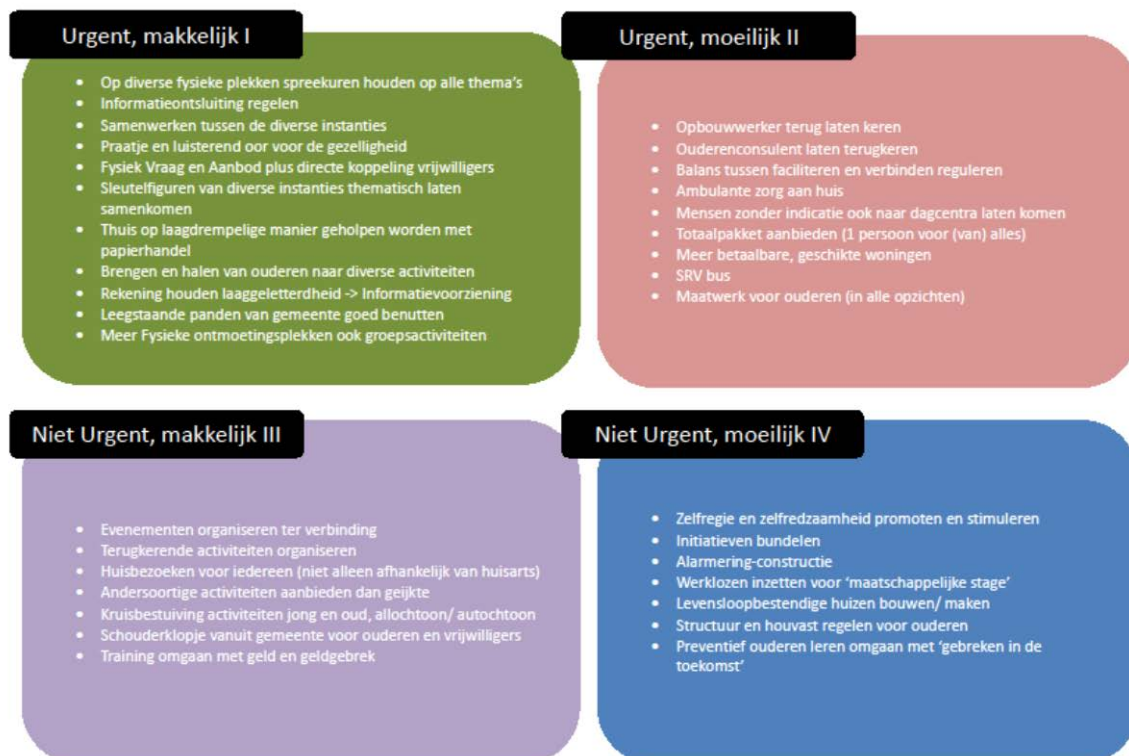 Urgent, makkelijk I
• Op diverse fysieke plekken spreekuren houden op alle thema's
• Informatieontsluiting regelen
• Samenwerken tussen de diverse instanties
• Praatje en luisterend oor voor de gezelligheid
• Fysiek Vraag en Aanbod plus directe koppeling vrijwilligers
• Sleutelfiguren van diverse instanties thematisch laten
samenkomen
• Thuis op laagdrempelige manier geholpen worden met
papierhandel
• Brengen en halen van ouderen naar diverse activiteiten
• Rekening houden laaggeletterdheid -> Informatievoorziening
• Leegstaande panden van gemeente goed benutten
• Meer Fysieke ontmoetingsplekken ook groepsactiviteiten
Urgent, moeilijk II
• Opbouwwerker terug laten keren
• Ouderenconsulent laten terugkeren
• Balans tussen faciliteren en verbinden reguleren
• Ambulante zorg aan huis
• Mensen zonder indicatie ook naar dagcentra laten komen
• Totaalpakket aanbieden (1 persoon voor (van) alles)
• Meer betaalbare, geschikte woningen
• SRV bus
• Maatwerk voor ouderen (in alle opzichten)
Niet Urgent, makkelijk III
• Evenementen organiseren ter verbinding
• Terugkerende activiteiten organiseren
• Huisbezoeken voor iedereen (niet alleen afhankelijk van huisarts)
• Andersoortige activiteiten aanbieden dan geijkte
• Kruisbestuiving activiteiten jong en oud, allochtoon/ autochtoon
• Schouderklopje vanuit gemeente voor ouderen en vrijwilligers
• Training omgaan met geld en geldgebrek
Niet Urgent, moeilijk IV
• Zelfregie en zelfredzaamheid promoten en stimuleren
• Initiatieven bundelen
• Alarmering-constructie
• Werklozen inzetten voor 'maatschappelijke stage'
• Levensloopbestendige huizen bouwen/ maken
• Structuur en houvast regelen voor ouderen
• Preventief ouderen leren omgaan met 'gebreken in de
toekomst'